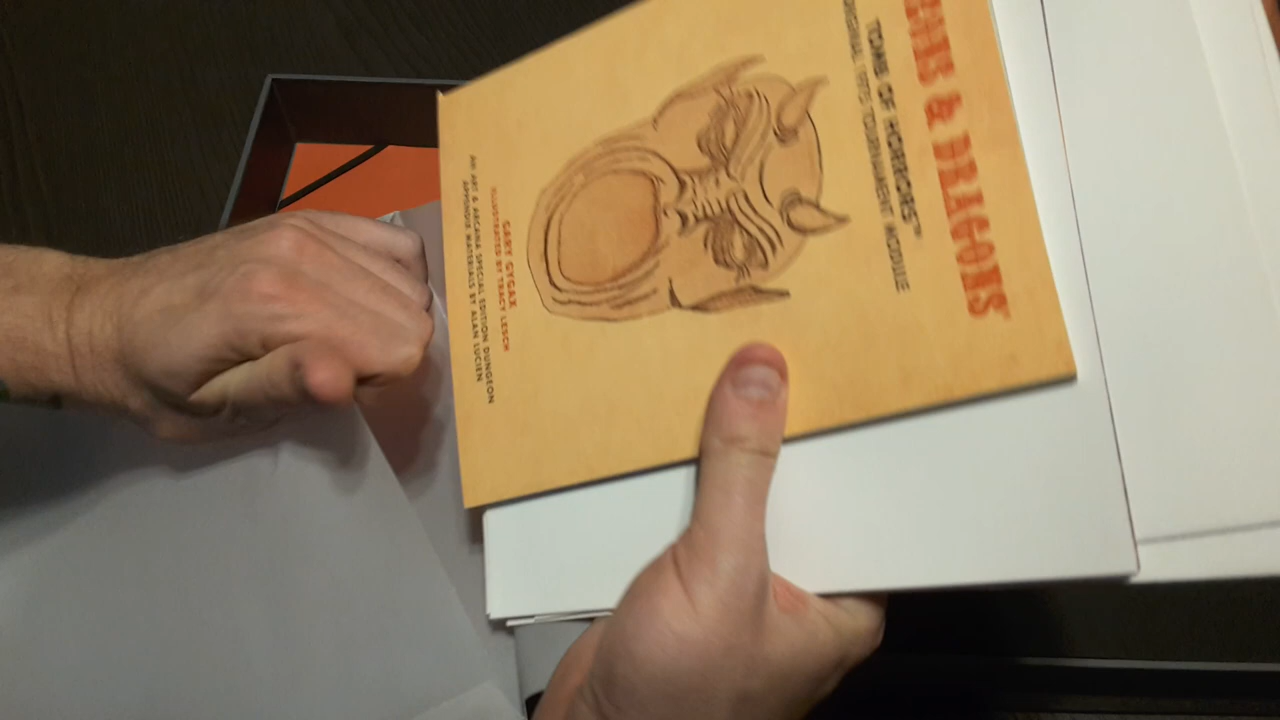 & DRAGONS
TOMB OF HORRORS™
ORIGINAL 1975 TOURNAMENT MODULE
GARY GYGAX
ILLUSTRATED BY TRACY LESCH
AN ART & ARCANA SPECIAL EDITION DUNGEON
APPENDIX MATERIALS BY ALAN LUCIEN